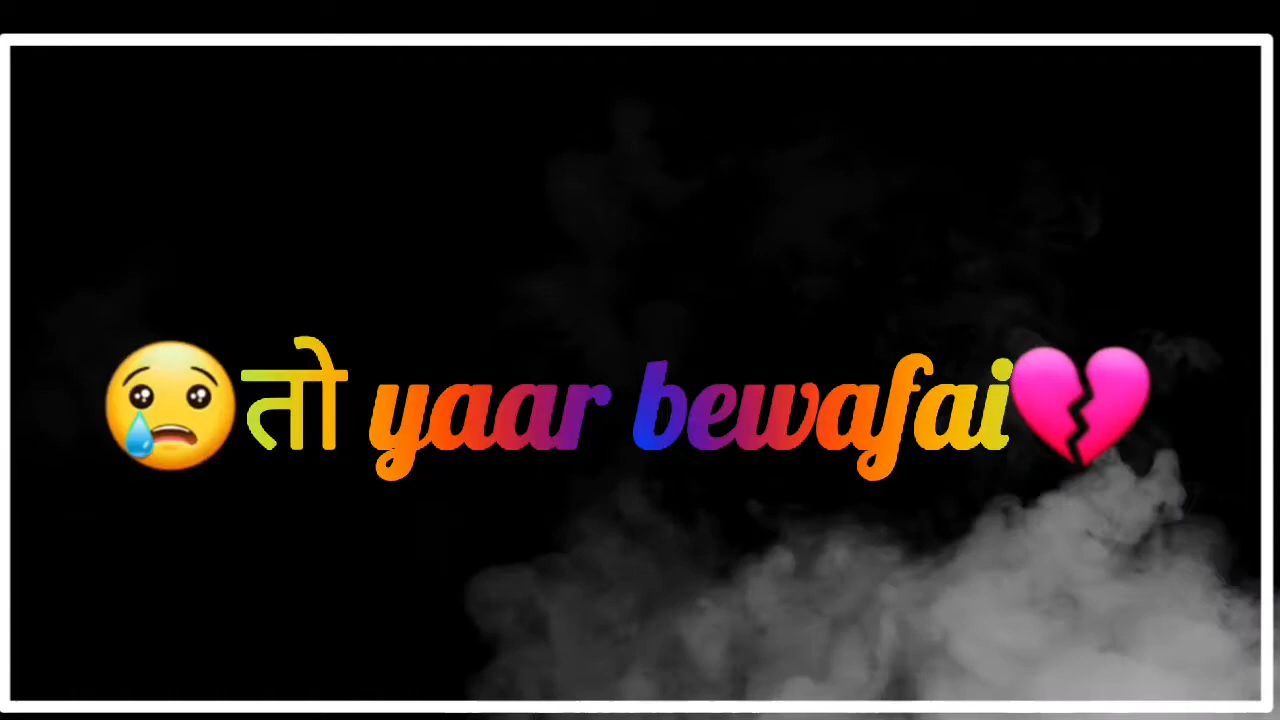 😢तो yaar bewafai💔